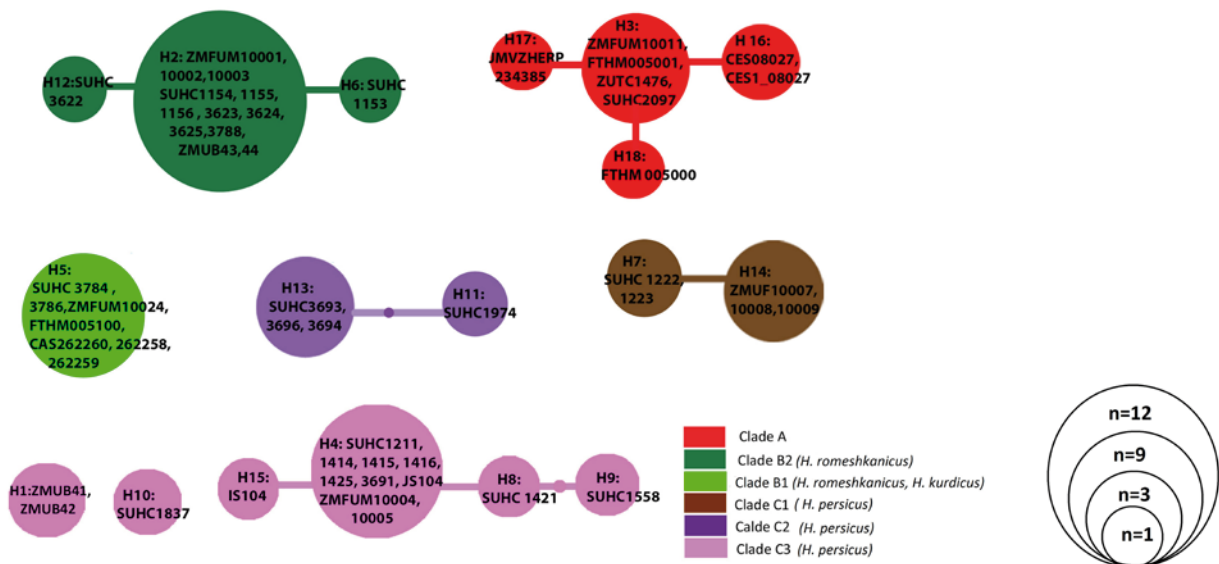 H12:SUHC
3622
H2: ZMFUM10001,
10002,10003
SUHC1154, 1155,
1156 , 3623, 3624,
3625,3788,
ZMUB43,44
H6: SUHC
1153
H17:
JMVZHERP
234385
H3:
ZMFUM10011,
FTHM005001,
ZUTC1476,
SUHC2097
H 16:
CES08027,
CES1_08027
H18:
FTHM 005000
H5:
SUHC 3784 ,
3786,ZMFUM10024,
FTHM005100,
CAS262260, 262258,
262259
H13:
SUHC3693,
3696, 3694
H11:
SUHC1974
H7:
SUHC 1222,
1223
H14:
ZMUF10007,
10008,10009
H1:ZMUB41,
ZMUB42
H10:
SUHC1837
H15:
IS104
H4: SUHC1211,
1414, 1415, 1416,
1425, 3691, JS104
ZMFUM10004,
10005
H8:
SUHC 1421
H9:
SUHC1558
Clade A
Clade B2 (H. romeshkanicus)
Clade B1 (H. romeshkanicus, H. kurdicus)
Clade C1 ( H. persicus)
Calde C2 (H. persicus)
Clade C3 (H. persicus)
n=12
n=9
n=3
n=1